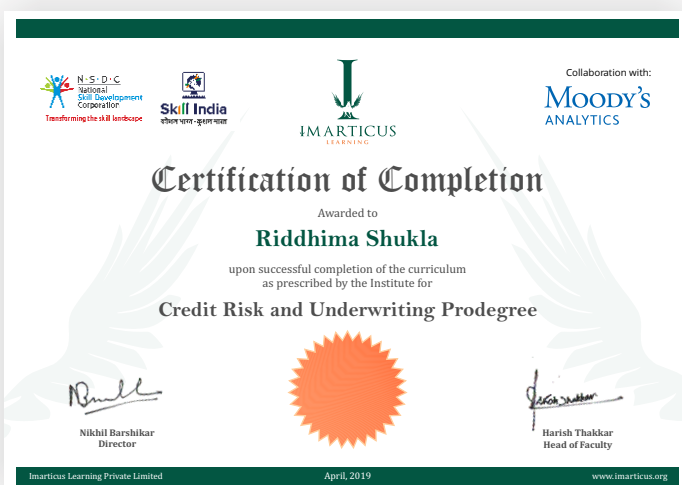 N·S·D·C
National
Skill Development
Corporation
Transforming the skill landscape
Skill India
कौशल भारत - कुशल भारत
IMARTICUS
LEARNING
Collaboration with:
MOODY'S
ANALYTICS
Certification of Completion
Awarded to
Riddhima Shukla
upon successful completion of the curriculum
as prescribed by the Institute for
Credit Risk and Underwriting Prodegree
Nikhil Barshikar
Director
Harish Thakkar
Head of Faculty
Imarticus Learning Private Limited
April, 2019
www.imarticus.org